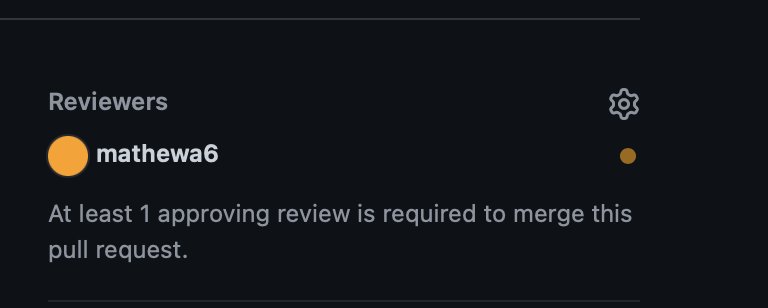 Reviewers
mathewa6
At least 1 approving review is required to merge this
pull request.